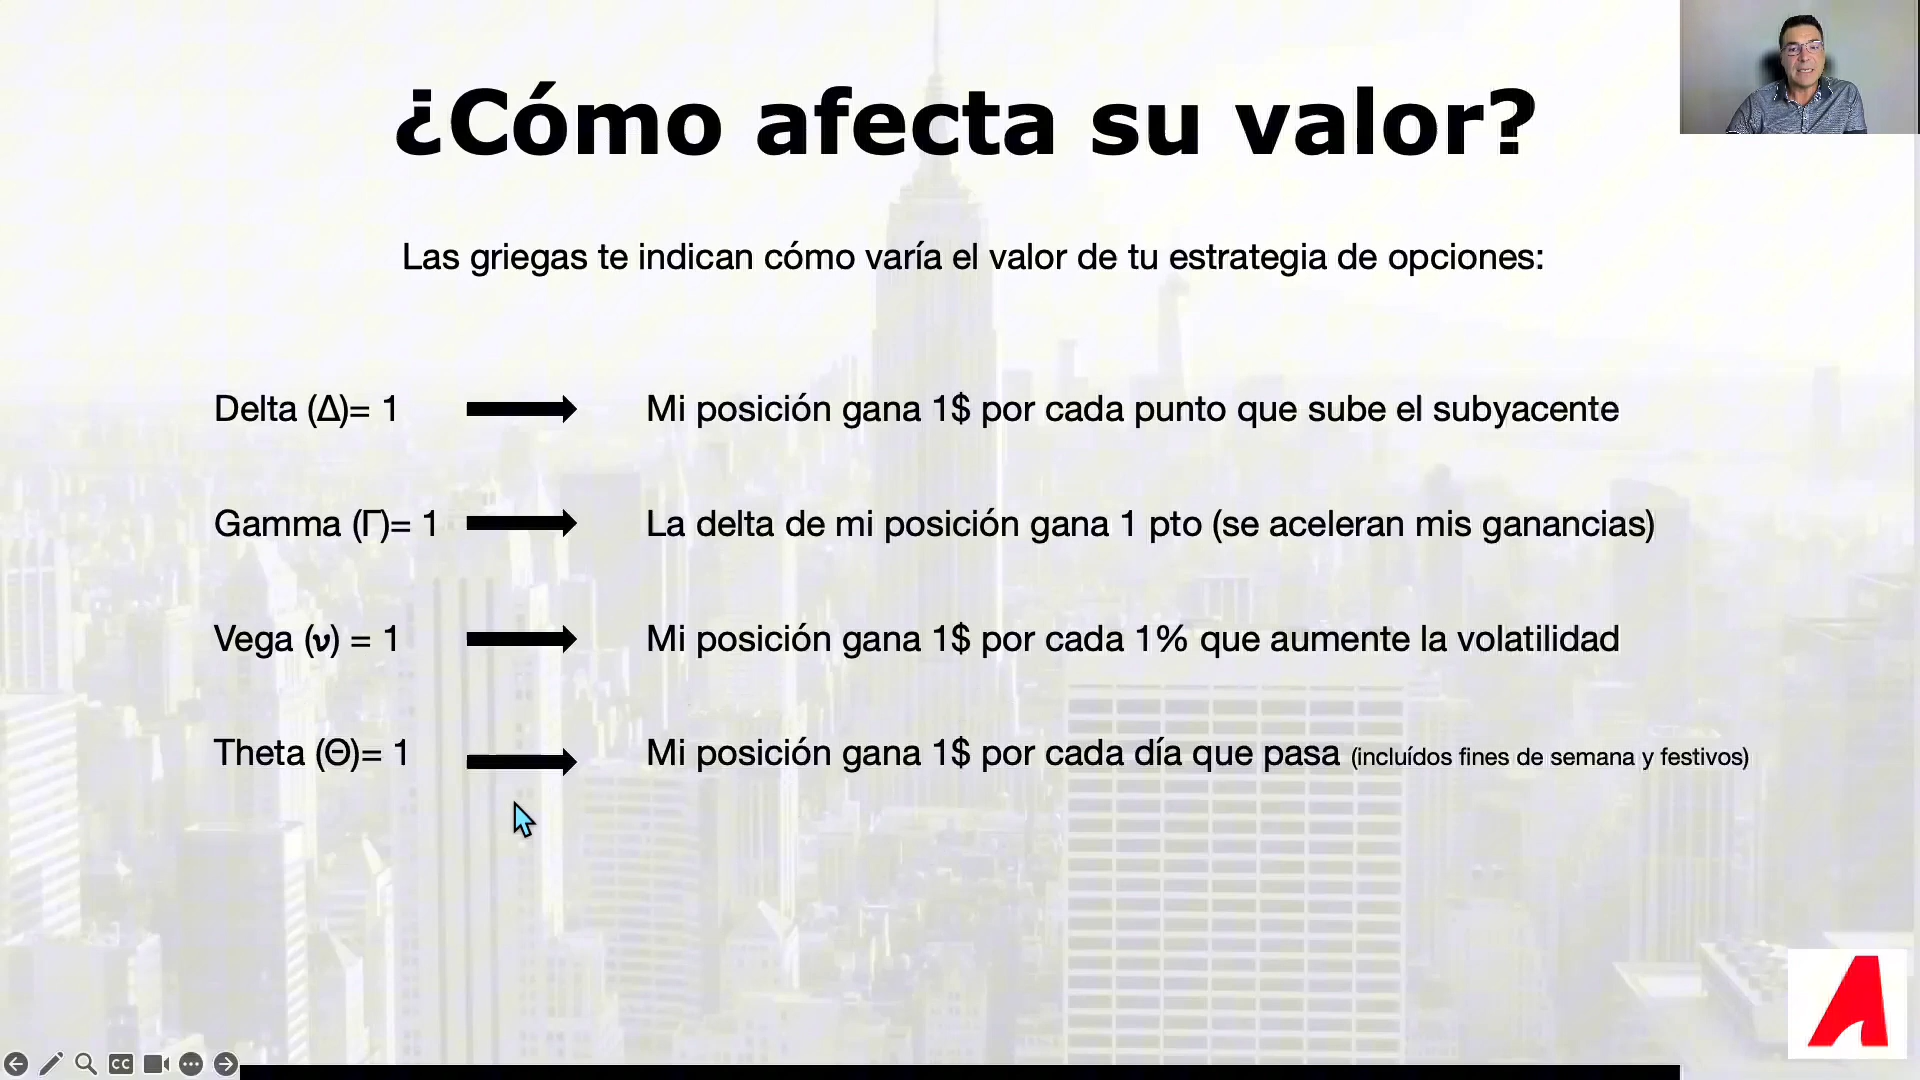 ¿Cómo afecta su valor?
Las griegas te indican cómo varía el valor de tu estrategia de opciones:
Delta (Δ)= 1 Mi posición gana 1$ por cada punto que sube el subyacente
Gamma (Γ)= 1 La delta de mi posición gana 1 pto (se aceleran mis ganancias)
Vega (ν) = 1 Mi posición gana 1$ por cada 1% que aumente la volatilidad
Theta (Θ)= 1 Mi posición gana 1$ por cada día que pasa (incluídos fines de semana y festivos)
CC